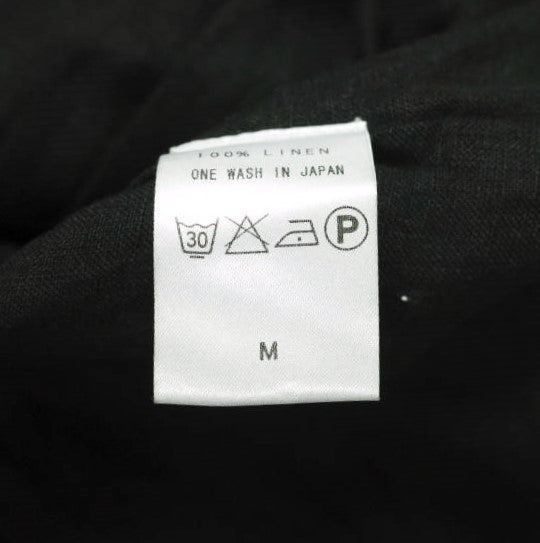 100% LINEN
ONE WASH IN JAPAN
30 P
M